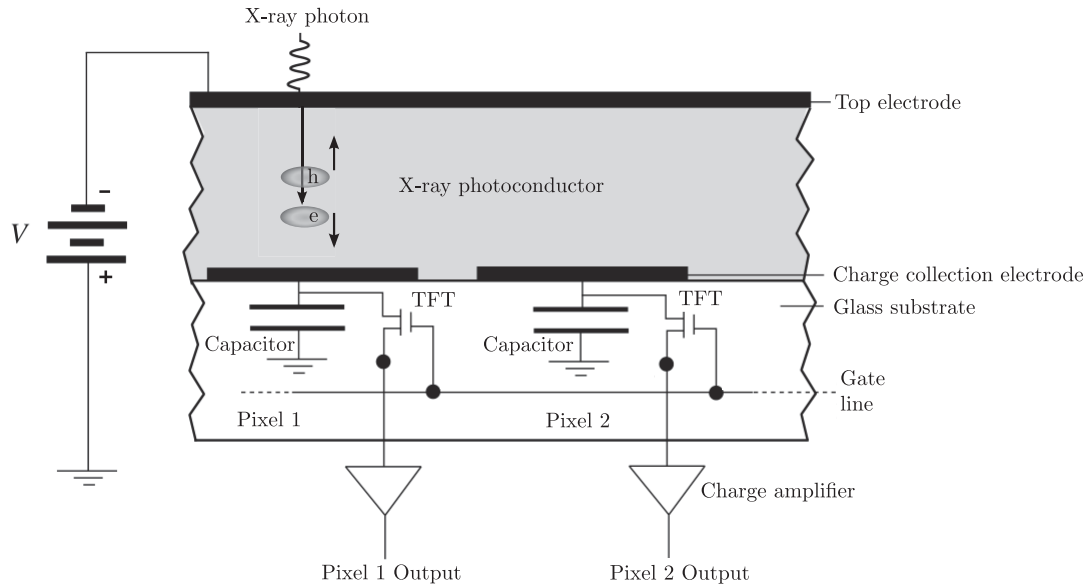 X-ray photon
Top electrode
h
X-ray photoconductor
e
–
V
+
Charge collection electrode
TFT
TFT
Glass substrate
Capacitor
Capacitor
Gate
line
Pixel 1
Pixel 2
Charge amplifier
Pixel 1 Output
Pixel 2 Output